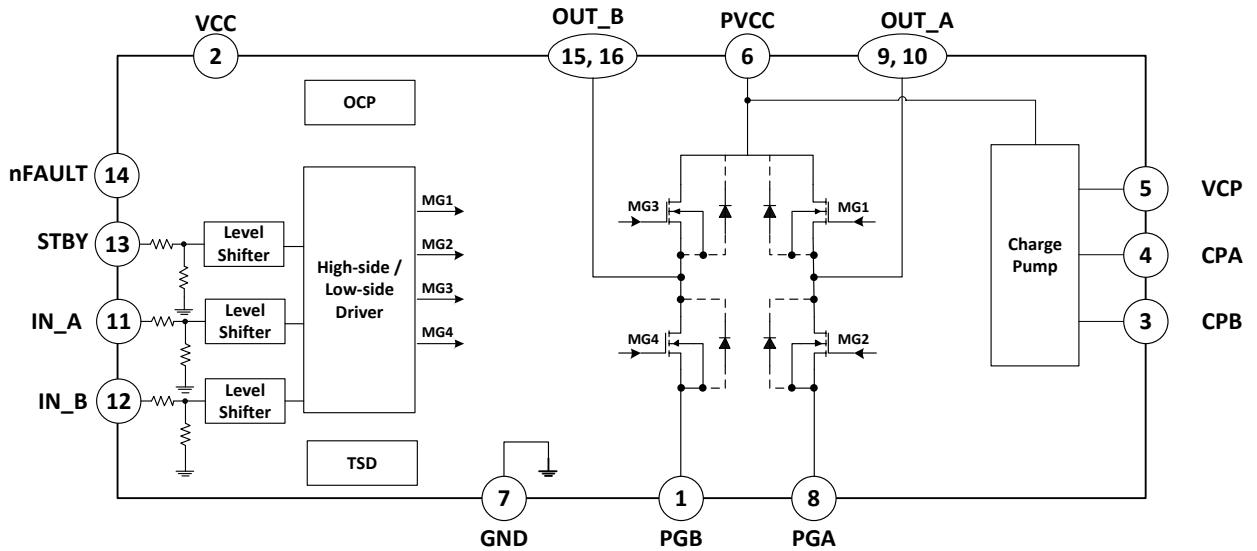 VCC
2
OUT_B
15, 16
PVCC
6
OUT_A
9, 10
OCP
nFAULT
14
STBY
13
Level
Shifter
IN_A
11
Level
Shifter
IN_B
12
Level
Shifter
High-side /
Low-side
Driver
MG1
MG2
MG3
MG4
TSD
MG3
MG1
MG4
MG2
Charge
Pump
5
VCP
4
CPA
3
CPB
7
GND
1
PGB
8
PGA